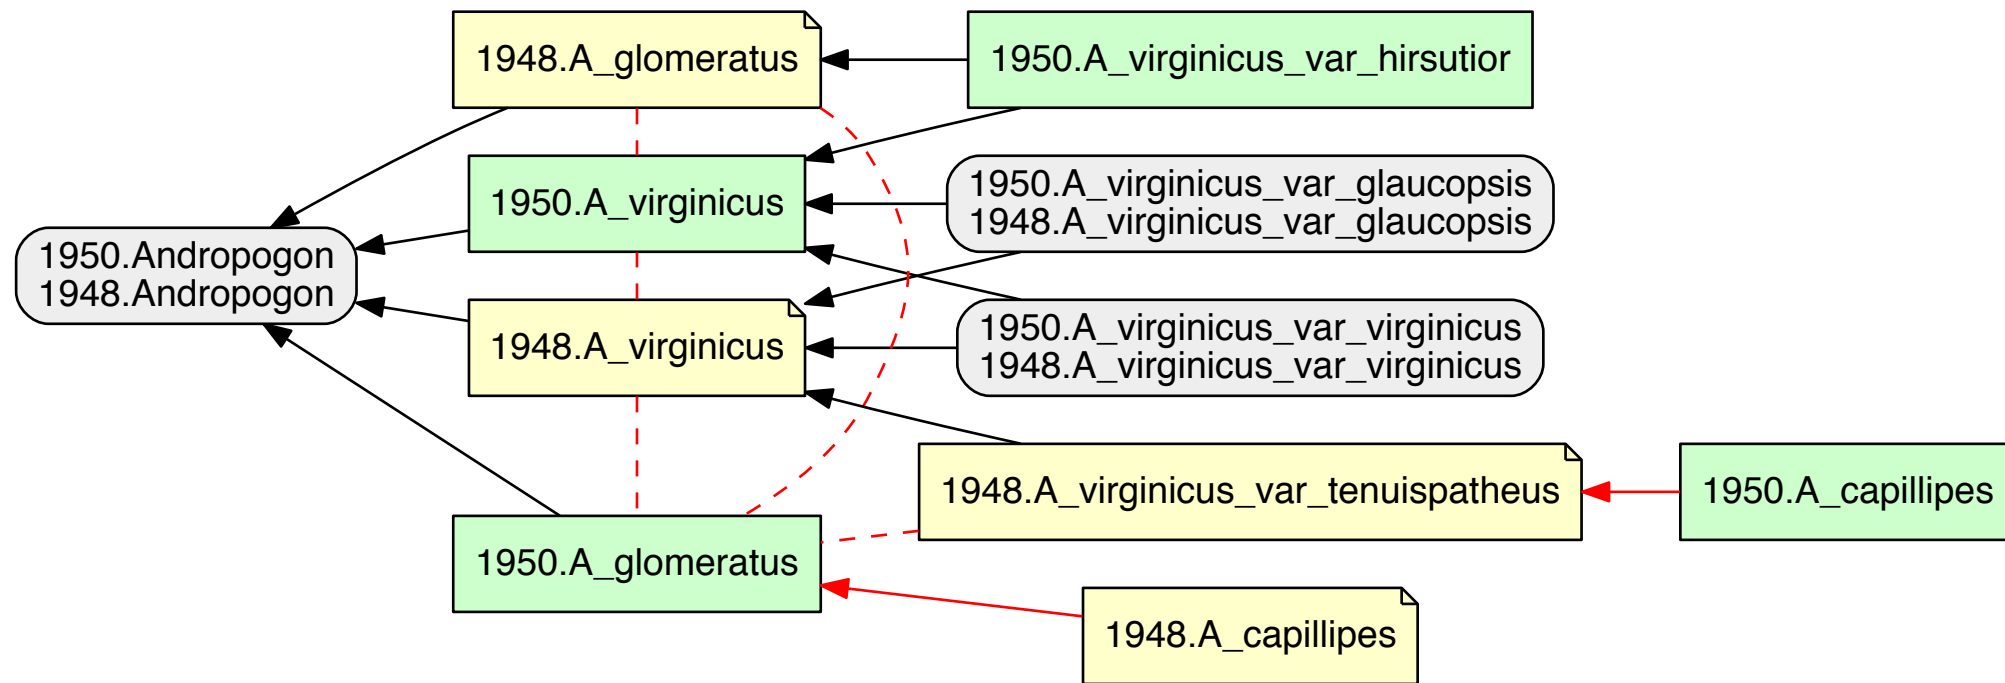 1948.A_glomeratus
1950.A_virginicus_var_hirsutior
1950.A_virginicus
1950.A_virginicus_var_glaucopsis
1948.A_virginicus_var_glaucopsis
1950.Andropogon
1948.Andropogon
1948.A_virginicus
1950.A_virginicus_var_virginicus
1948.A_virginicus_var_virginicus
1948.A_virginicus_var_tenuispatheus
1950.A_capillipes
1950.A_glomeratus
1948.A_capillipes